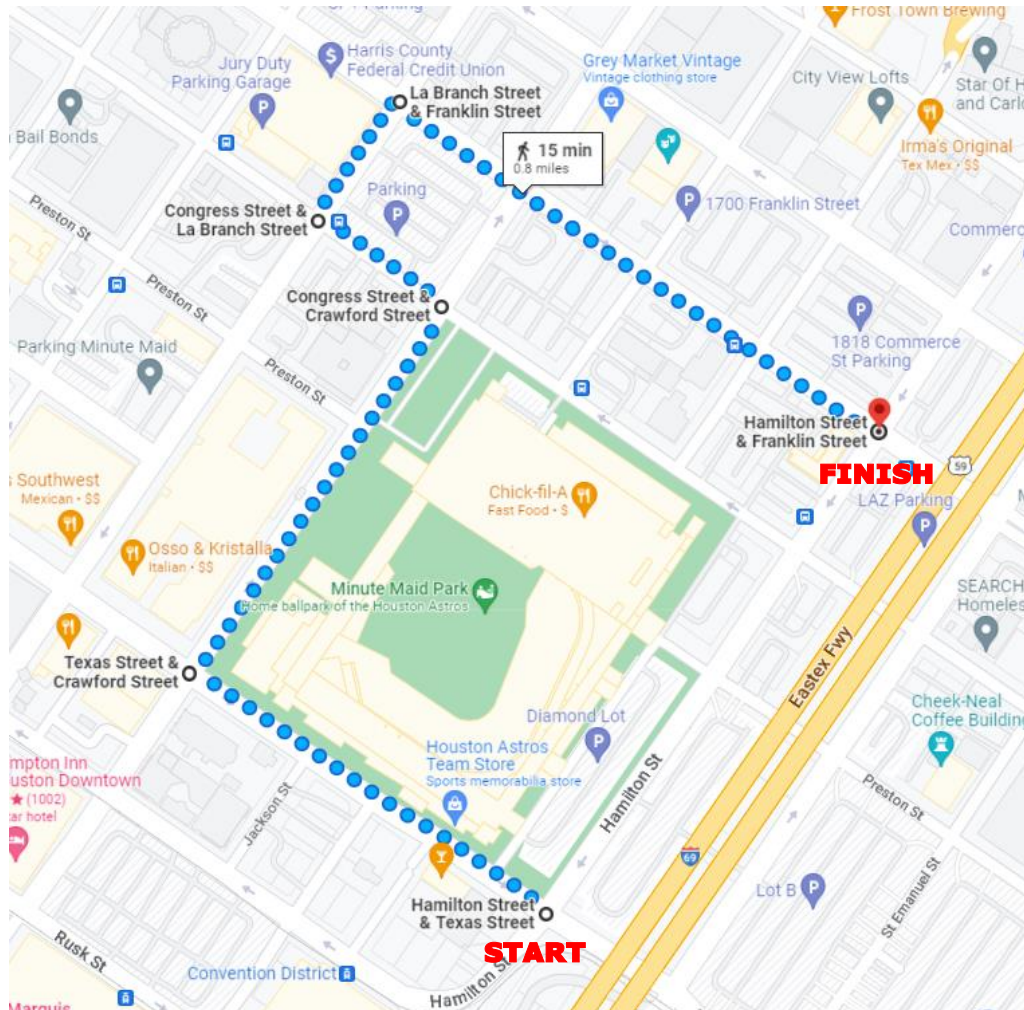 Frost Town Brewing
Harris County
Federal Credit Union
Jury Duty
Parking Garage
Grey Market Vintage
Vintage clothing store
City View Lofts
Star Of H
and Carlo
La Branch Street
& Franklin Street
Bail Bonds
15 min
0.8 miles
Irma's Original
Tex Mex • $$
Parking
1700 Franklin Street
Preston St
Congress Street &
La Branch Street
Commerc
Congress Street &
Crawford Street
Preston St
1818 Commerce
St Parking
Parking Minute Maid
Preston St
Hamilton Street
& Franklin Street
59
FINISH
Southwest
Mexican • $$
Chick-fil-A
Fast Food • $
LAZ Parking
Osso & Kristalla
Italian • $$
Minute Maid Park
Home ballpark of the Houston Astros
SEARCH
Homeles
Texas Street &
Crawford Street
Eastex Fwy
Diamond Lot
Cheek-Neal
Coffee Building
Houston Astros
Team Store
Sports memorabilia store
Hamilton St
mpton Inn
uston Downtown
(1002)
ar hotel
Jackson St
Preston St
69
Lot B
St Emanuel St
Hamilton Street
& Texas Street
START
Rusk St
Convention District
Hamilton St
Marquis